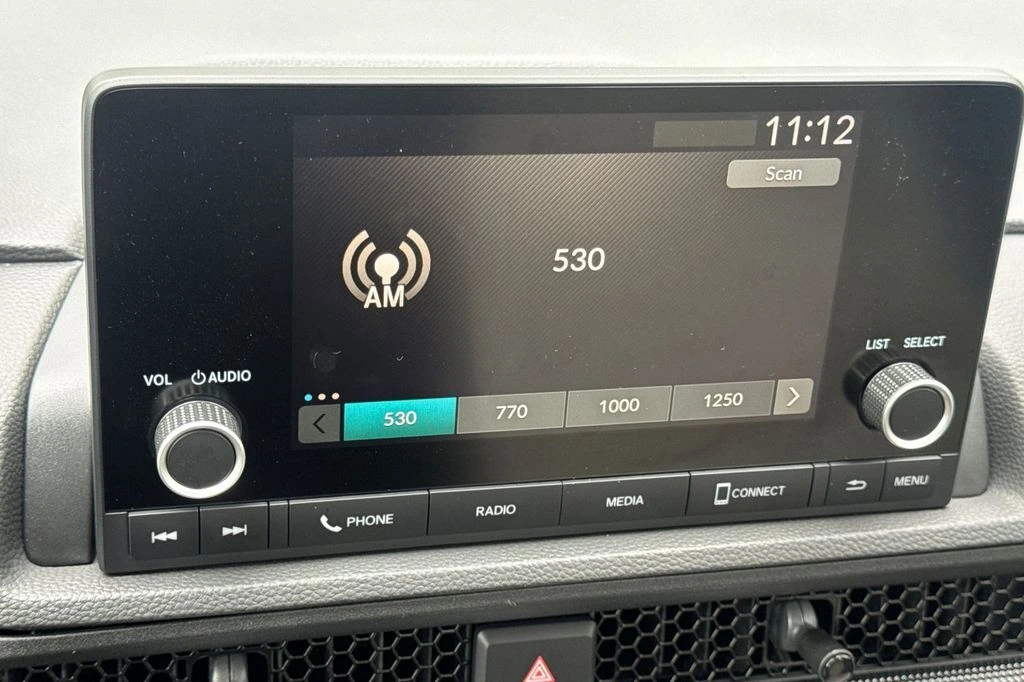 11:12
Scan
AM
530
530 770 1000 1250
VOL AUDIO
LIST SELECT
PHONE RADIO MEDIA CONNECT MENU